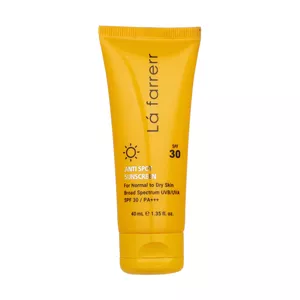 Lá farrerr
SPF
30
ANTI SPOT
SUNSCREEN
For Normal to Dry Skin
Broad Spectrum UVB/UVA
SPF 30 / PA+++
40 mL ℮ 1.35 fl. oz.